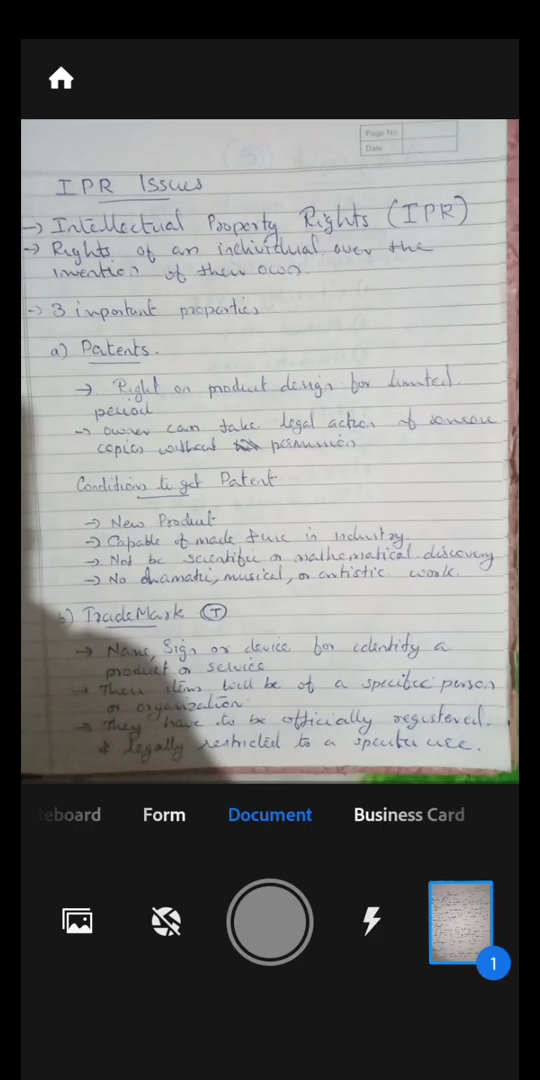 Page No
Date
IPR Issues
→ Intellectual Property Rights (IPR)
→ Rights of an individual over the
invention of their own.
→ 3 important properties.
a) Patents.
→ Right on product design for limited
period
→ owner can take legal action if someone
copies without permission
Conditions to get Patent
→ New Product
→ Capable of made & use in industry.
→ Not be scientific or mathematical discovery
→ No dramatic, musical, or artistic work.
b) TradeMark Ⓣ
→ Name, Sign or device for identify a
product or service
→ These items will be of a specific person
or organization.
→ They have to be officially registered.
& legally restricted to a specific use.
eboard Form Document Business Card
1